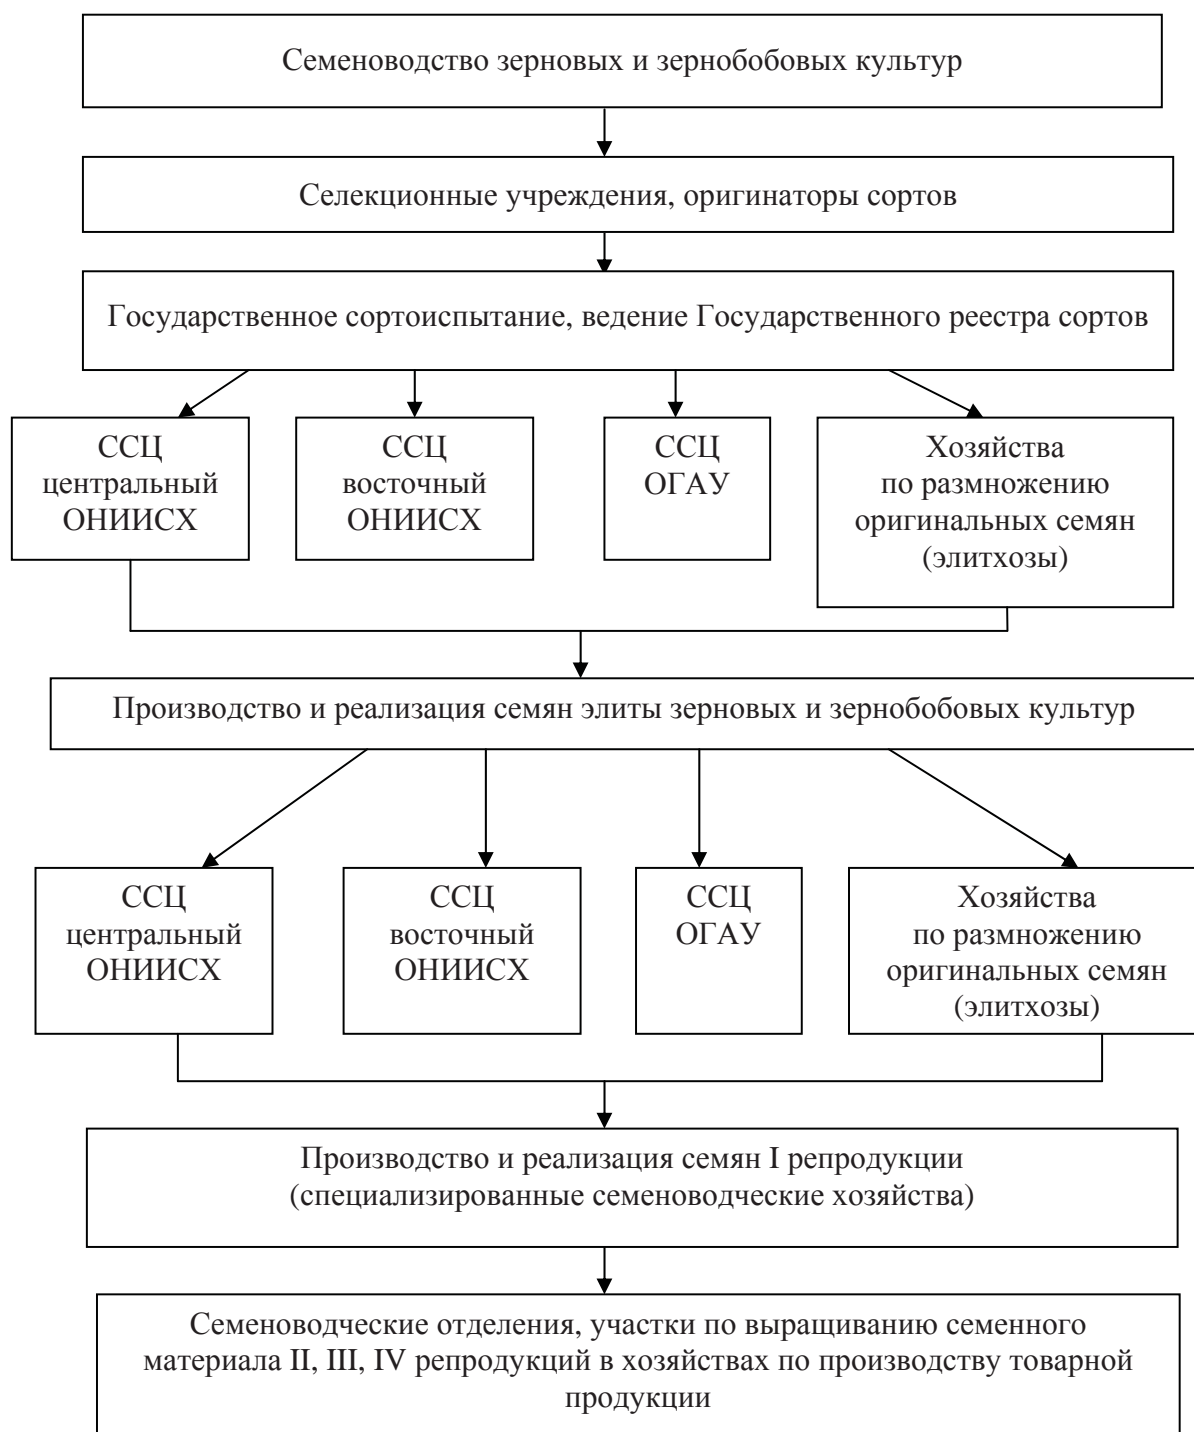 Семеноводство зерновых и зернобобовых культур
Селекционные учреждения, оригинаторы сортов
Государственное сортоиспытание, ведение Государственного реестра сортов
ССЦ
центральный
ОНИИСХ
ССЦ
восточный
ОНИИСХ
ССЦ
ОГАУ
Хозяйства
по размножению
оригинальных семян
(элитхозы)
Производство и реализация семян элиты зерновых и зернобобовых культур
ССЦ
центральный
ОНИИСХ
ССЦ
восточный
ОНИИСХ
ССЦ
ОГАУ
Хозяйства
по размножению
оригинальных семян
(элитхозы)
Производство и реализация семян I репродукции
(специализированные семеноводческие хозяйства)
Семеноводческие отделения, участки по выращиванию семенного
материала II, III, IV репродукций в хозяйствах по производству товарной
продукции